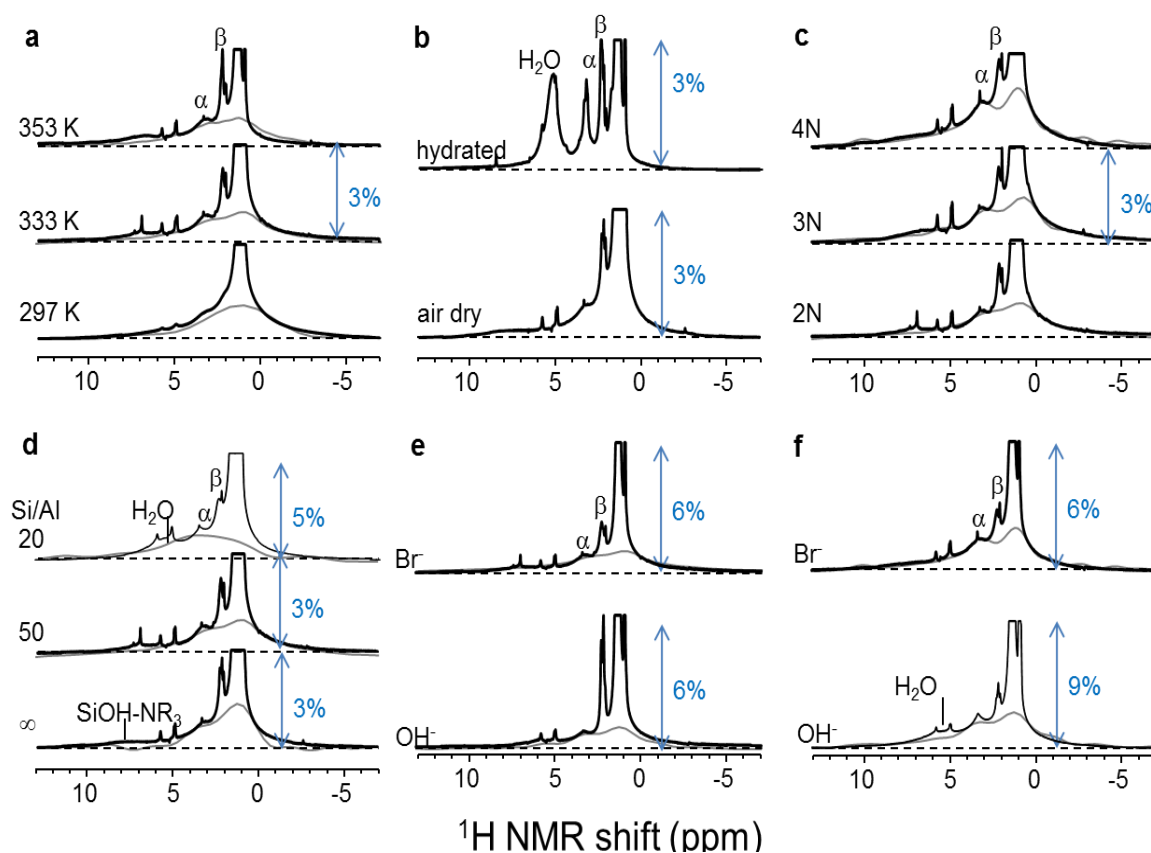 a
β
α
353 K
333 K
3%
297 K
10 5 0 -5
b
β
H₂O
α
3%
hydrated
3%
air dry
10 5 0 -5
c
β
α
4N
3N
3%
2N
10 5 0 -5
d
β
Si/Al
H₂O
α
20
5%
50
3%
SiOH-NR₃
3%
∞
10 5 0 -5
e
6%
β
α
Br⁻
6%
OH⁻
10 5 0 -5
f
6%
β
α
Br⁻
9%
H₂O
OH⁻
10 5 0 -5
¹H NMR shift (ppm)